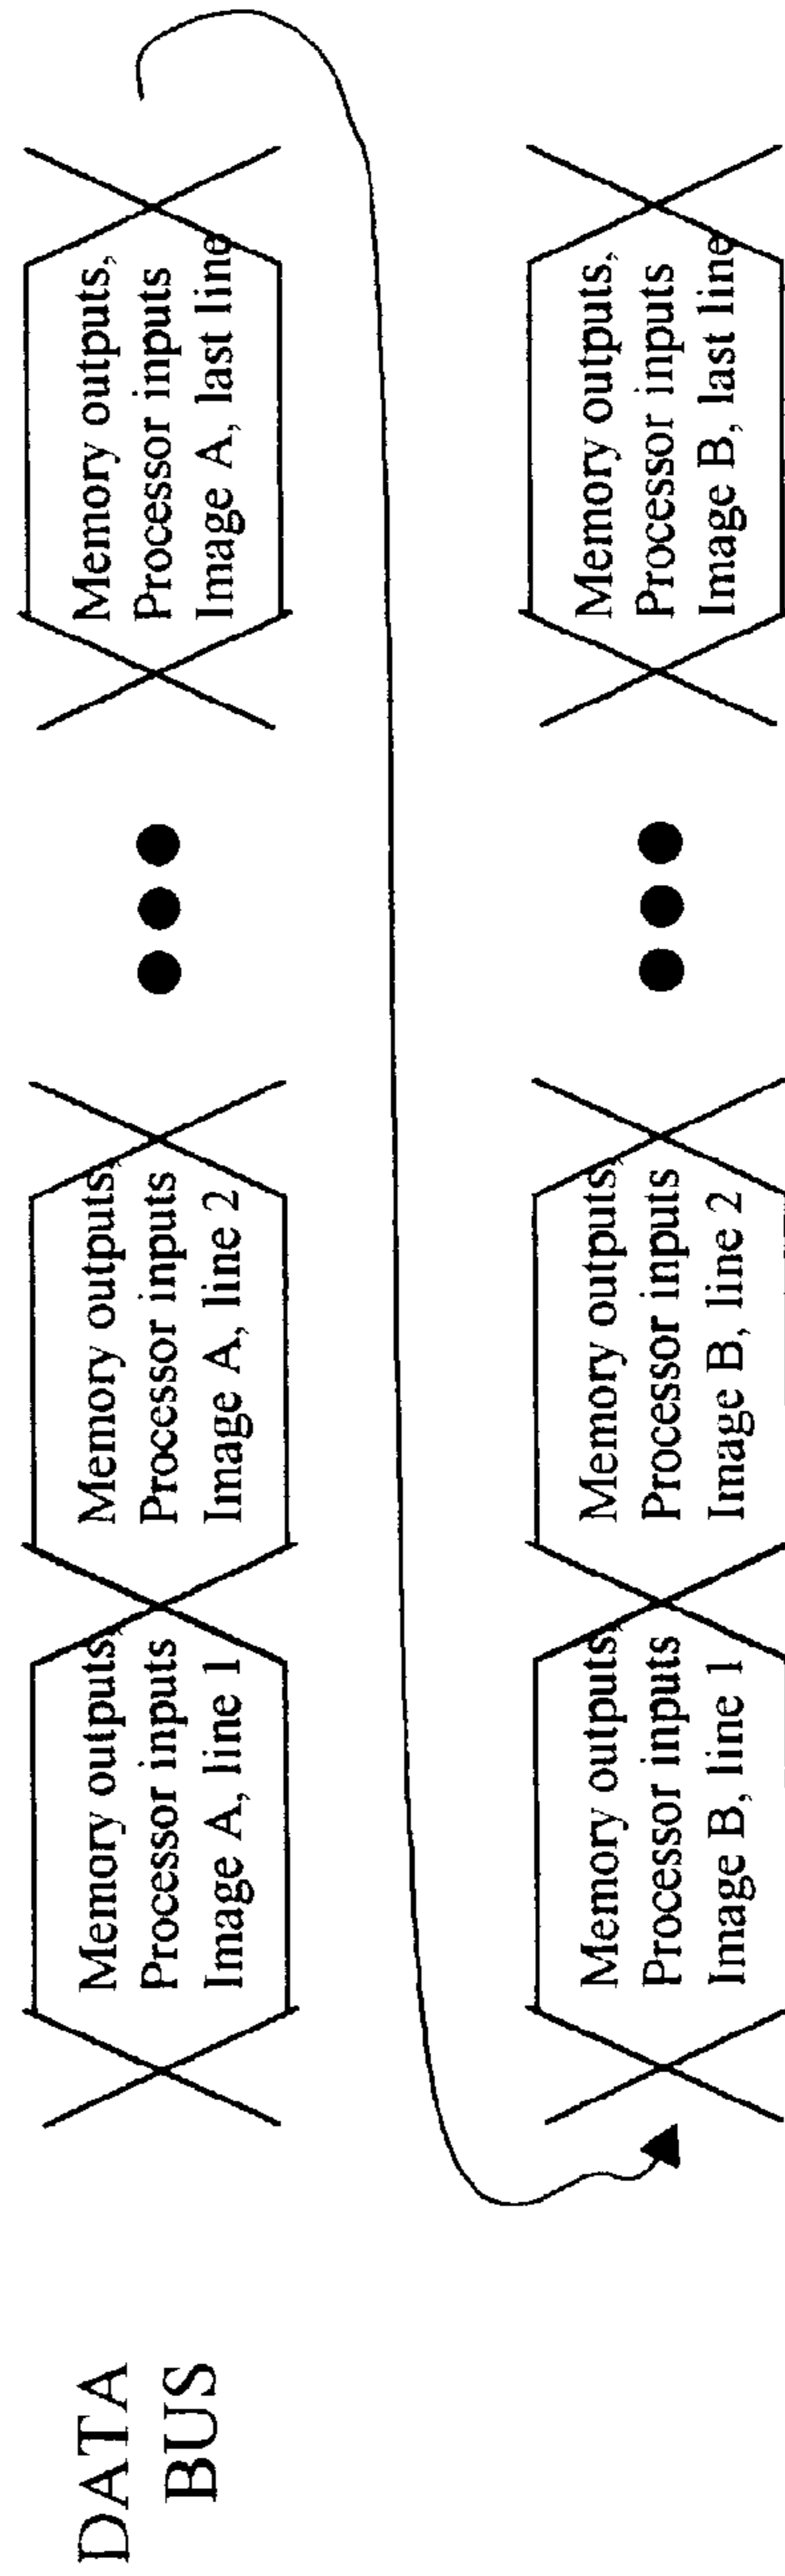 DATA
BUS
Memory outputs,
Processor inputs
Image A, line 1
Memory outputs,
Processor inputs
Image A, line 2
Memory outputs,
Processor inputs
Image A, last line
Memory outputs,
Processor inputs
Image B, line 1
Memory outputs,
Processor inputs
Image B, line 2
Memory outputs,
Processor inputs
Image B, last line